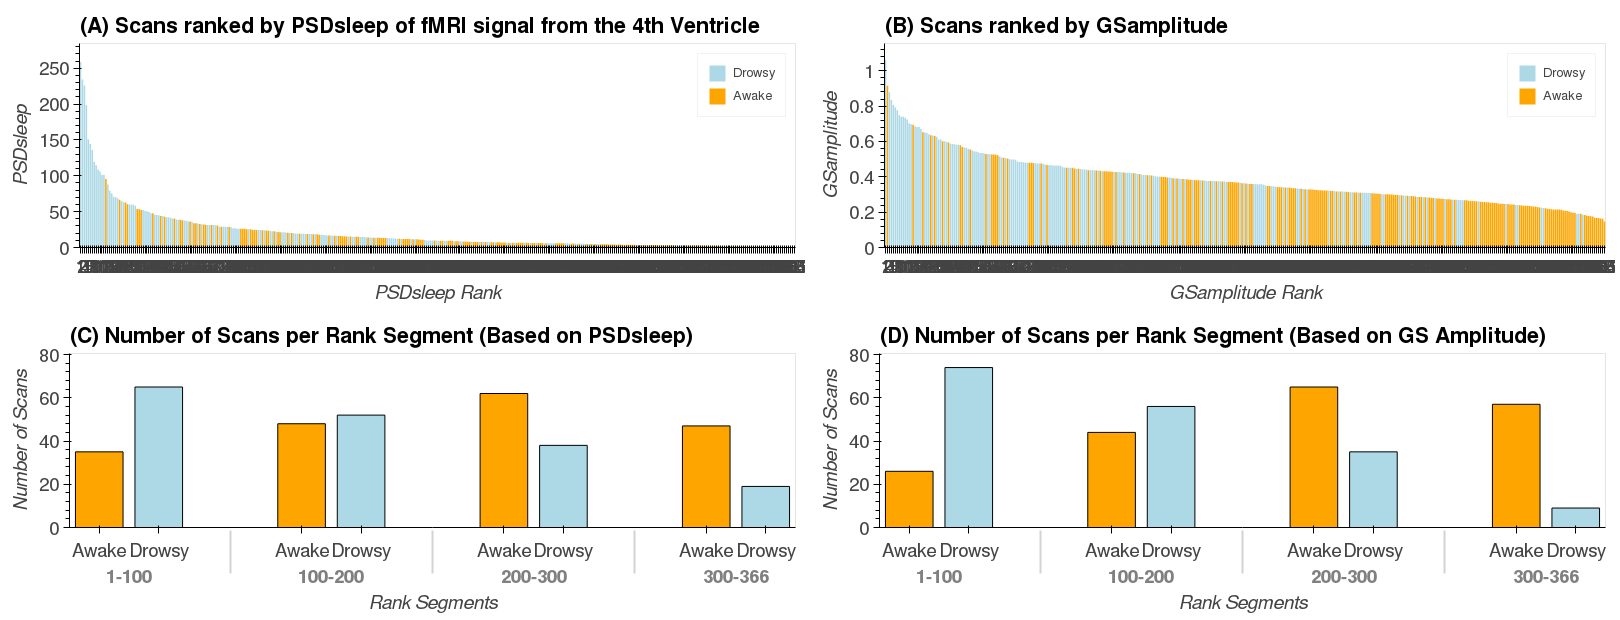 (A) Scans ranked by PSDsleep of fMRI signal from the 4th Ventricle
PSDsleep
250
200
150
100
50
0
Drowsy
Awake
PSDsleep Rank
(B) Scans ranked by GSamplitude
GSamplitude
1
0.8
0.6
0.4
0.2
0
Drowsy
Awake
GSamplitude Rank
(C) Number of Scans per Rank Segment (Based on PSDsleep)
Number of Scans
80
60
40
20
0
Awake Drowsy Awake Drowsy Awake Drowsy Awake Drowsy
1-100 100-200 200-300 300-366
Rank Segments
(D) Number of Scans per Rank Segment (Based on GS Amplitude)
Number of Scans
80
60
40
20
0
Awake Drowsy Awake Drowsy Awake Drowsy Awake Drowsy
1-100 100-200 200-300 300-366
Rank Segments